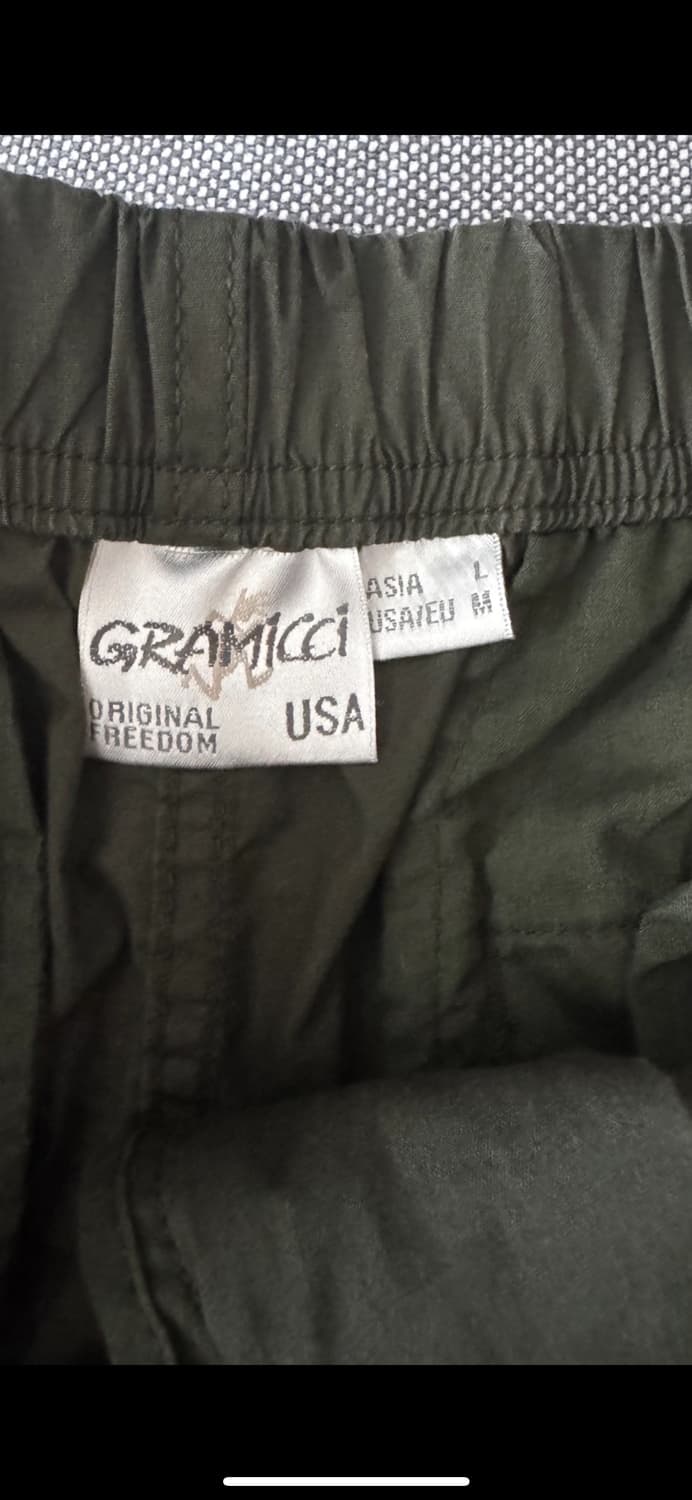 GRAMICCI
ORIGINAL
FREEDOM
USA
ASIA L
USA/EU M